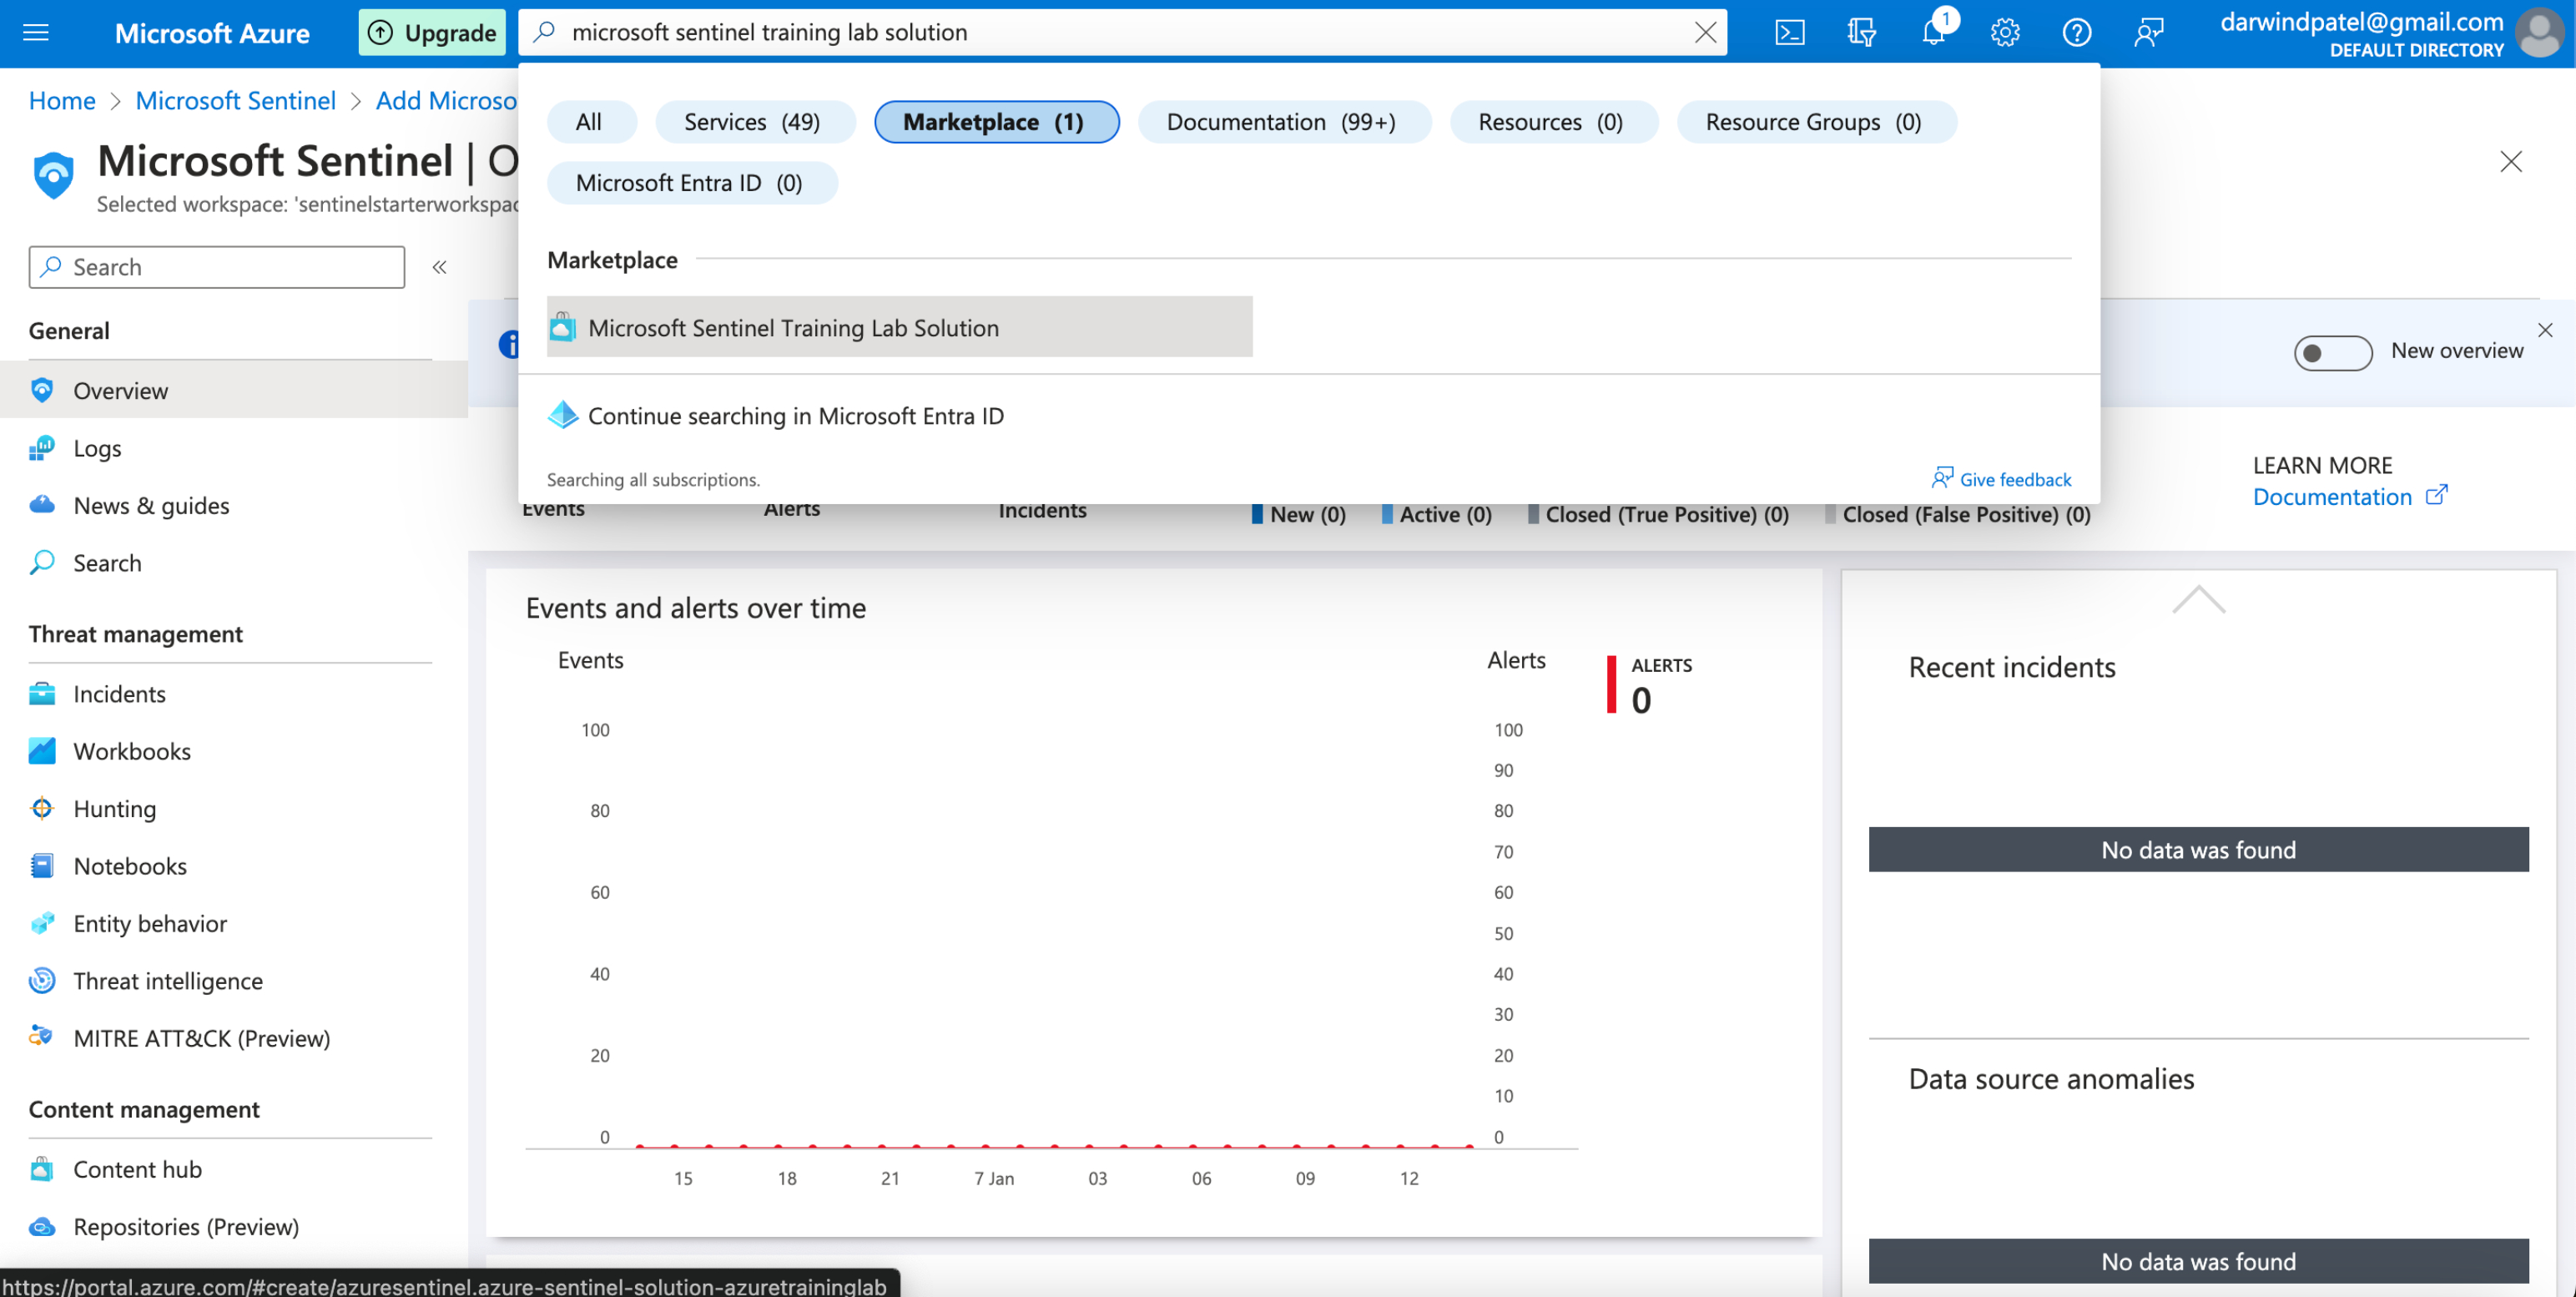 Microsoft Azure
Upgrade
microsoft sentinel training lab solution
1
darwindpatel@gmail.com
DEFAULT DIRECTORY
Home > Microsoft Sentinel > Add Microso
Microsoft Sentinel | O
Selected workspace: 'sentinelstarterworkspac
All
Services (49)
Marketplace (1)
Documentation (99+)
Resources (0)
Resource Groups (0)
Microsoft Entra ID (0)
Marketplace
Microsoft Sentinel Training Lab Solution
Continue searching in Microsoft Entra ID
Searching all subscriptions.
Give feedback
Search
«
General
Overview
Logs
News & guides
Search
Threat management
Incidents
Workbooks
Hunting
Notebooks
Entity behavior
Threat intelligence
MITRE ATT&CK (Preview)
Content management
Content hub
Repositories (Preview)
New overview
LEARN MORE
Documentation
Events
Alerts
Incidents
New (0)
Active (0)
Closed (True Positive) (0)
Closed (False Positive) (0)
Events and alerts over time
Events
Alerts
ALERTS
0
100
80
60
40
20
0
100
90
80
70
60
50
40
30
20
10
0
15 18 21 7 Jan 03 06 09 12
Recent incidents
No data was found
Data source anomalies
No data was found
https://portal.azure.com/#create/azuresentinel.azure-sentinel-solution-azuretraininglab